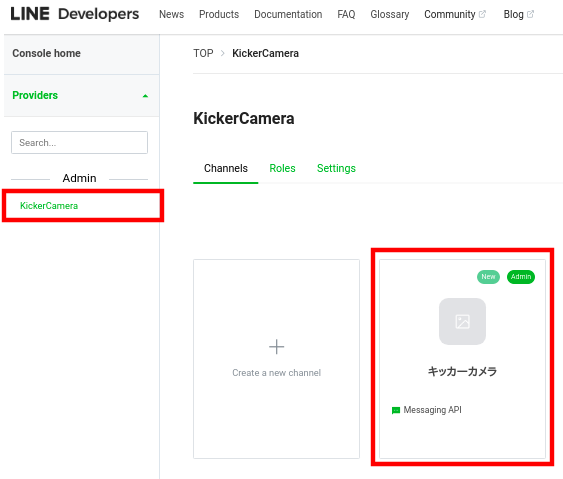 LINE Developers News Products Documentation FAQ Glossary Community Blog
Console home
TOP > KickerCamera
Providers
KickerCamera
Search...
Channels Roles Settings
Admin
KickerCamera
New Admin
Create a new channel
キッカーカメラ
Messaging API